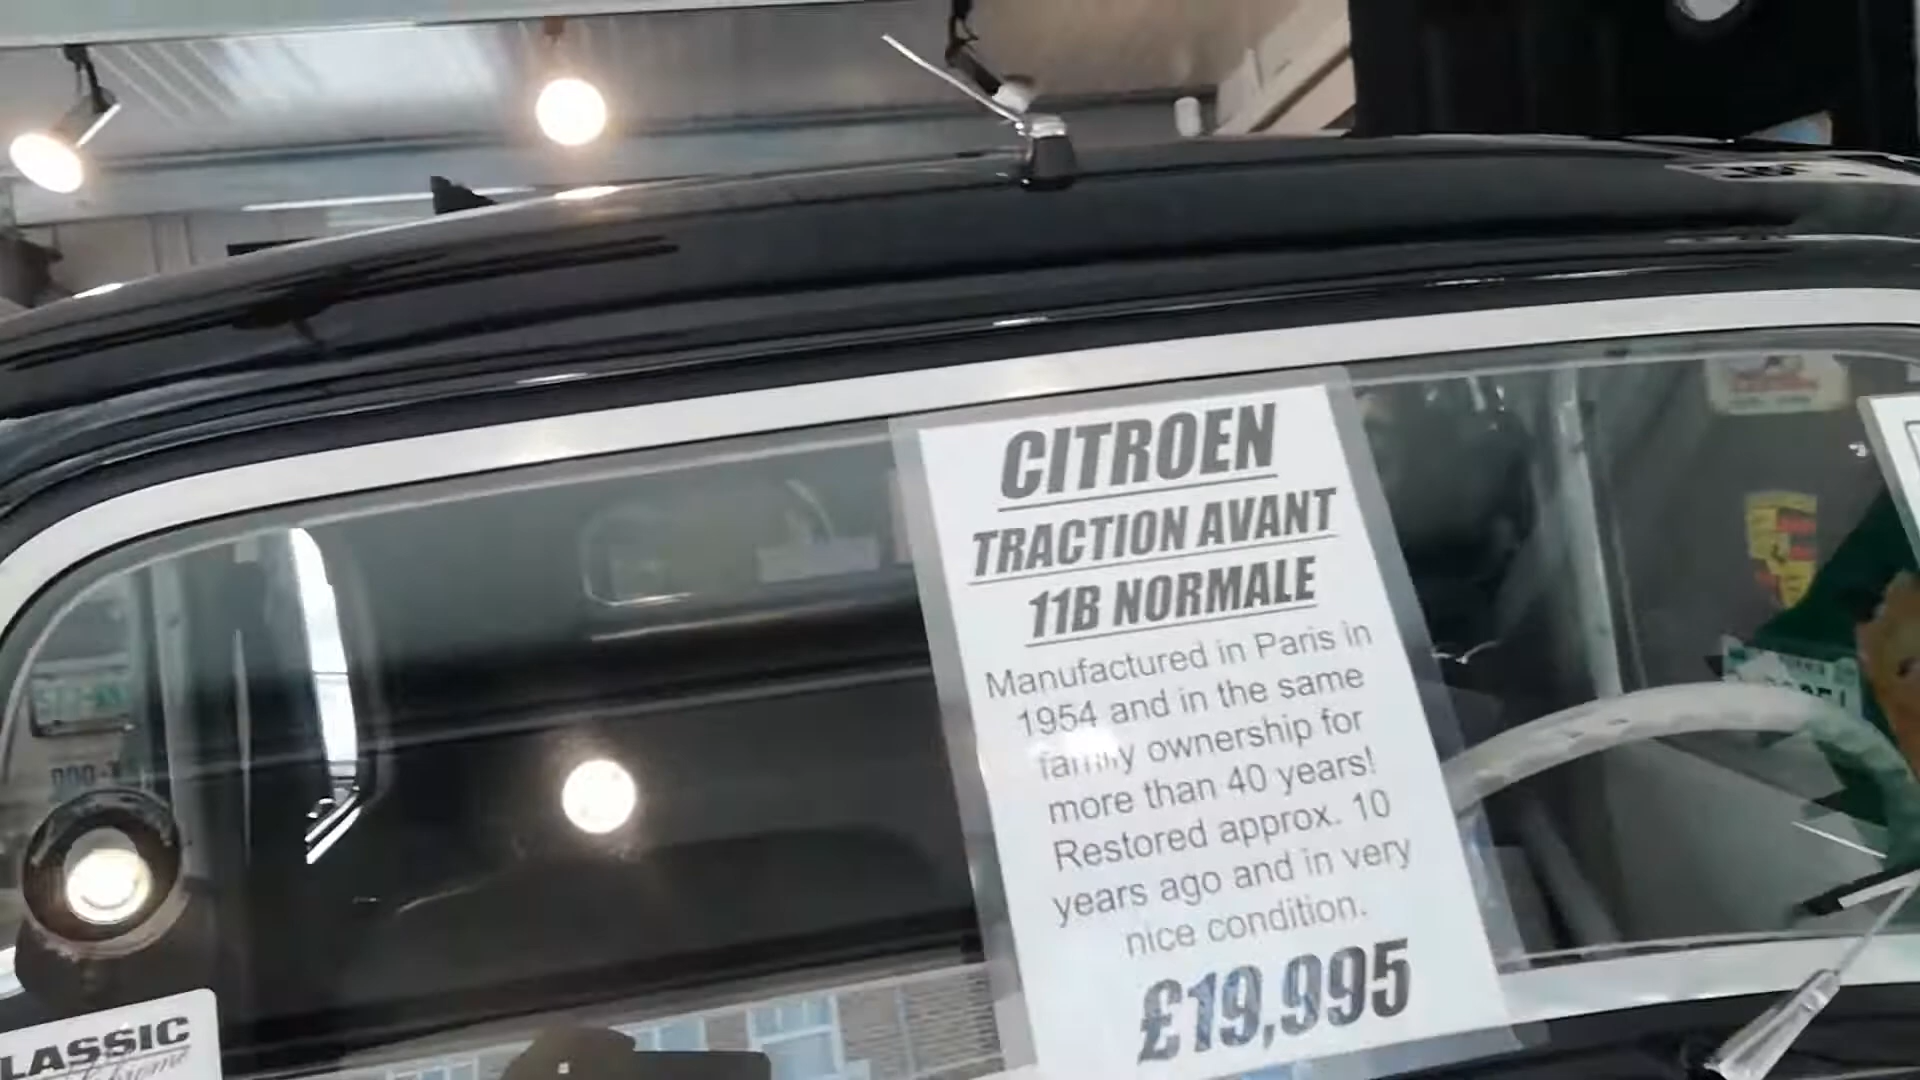 CITROEN
TRACTION AVANT
11B NORMALE
Manufactured in Paris in
1954 and in the same
family ownership for
more than 40 years!
Restored approx. 10
years ago and in very
nice condition.
£19,995
LASSIC